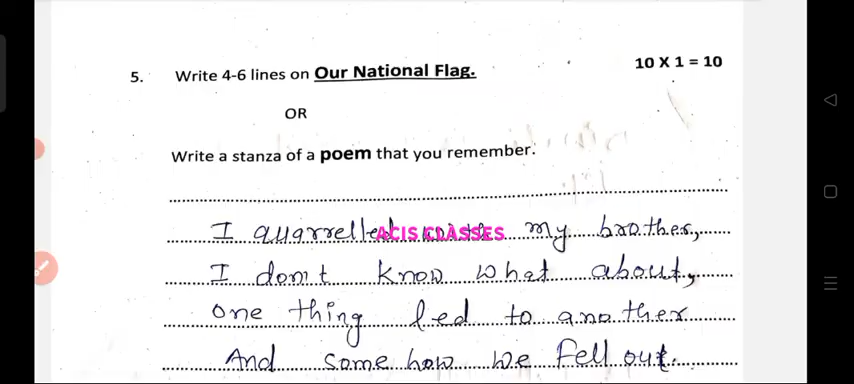 5. Write 4-6 lines on Our National Flag. 10 X 1 = 10
OR
Write a stanza of a poem that you remember:
I quarrelled with my brother,
ACIS CLASSES
I don't know what about,
one thing led to another
And some how we fell out.